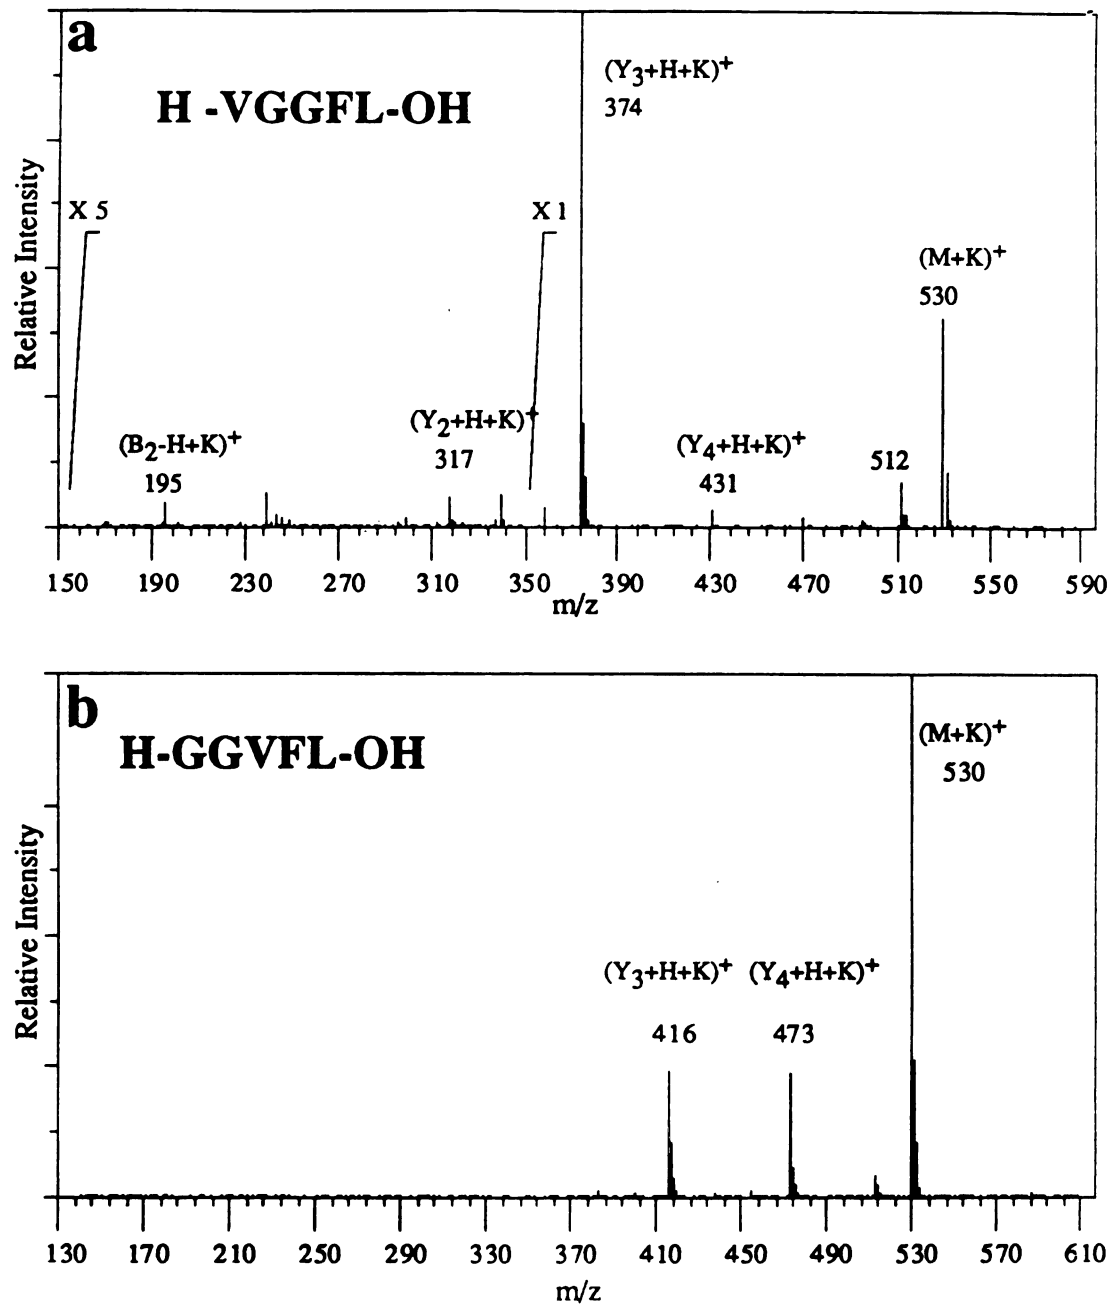 a
(Y3+H+K)+
374
H -VGGFL-OH
X 5
X 1
(M+K)+
530
(Y2+H+K)+
317
(B2-H+K)+
195
(Y4+H+K)+
431
512
Relative Intensity
150 190 230 270 310 350 390 430 470 510 550 590
m/z
b
H-GGVFL-OH
(M+K)+
530
(Y3+H+K)+ (Y4+H+K)+
416 473
Relative Intensity
130 170 210 250 290 330 370 410 450 490 530 570 610
m/z